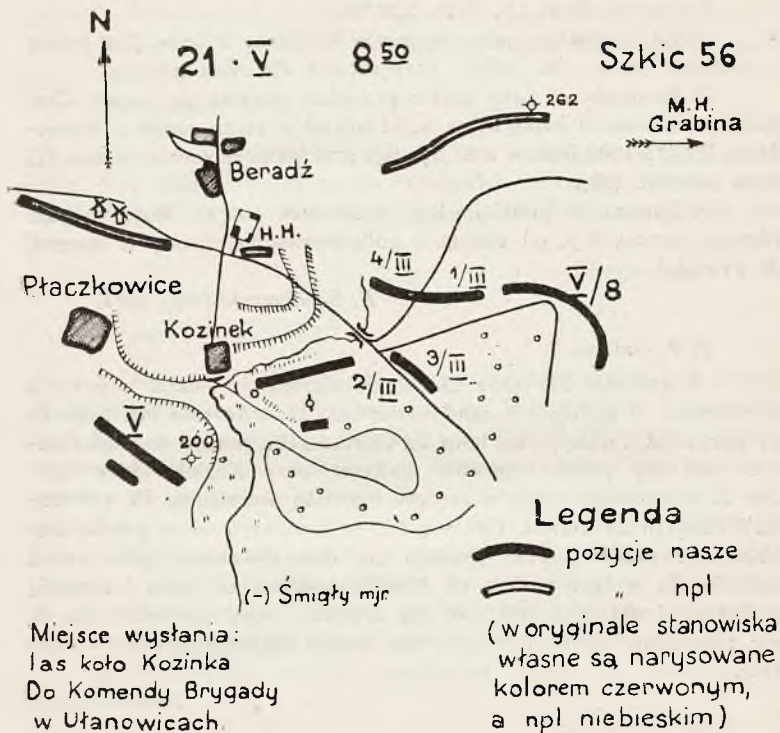 N
21 · V 8 50
Szkic 56
262
M.H.
Grabina
Beradź
H.H.
Płaczkowice
Kozinek
4/III
1/III
V/8
3/III
2/III
V
200
Legenda
pozycje nasze
„ npl
(w oryginale stanowiska
własne są narysowane
kolorem czerwonym,
a npl niebieskim)
(-) Śmigły mjr
Miejsce wysłania:
las koło Kozinka
Do Komendy Brygady
w Ułanowicach